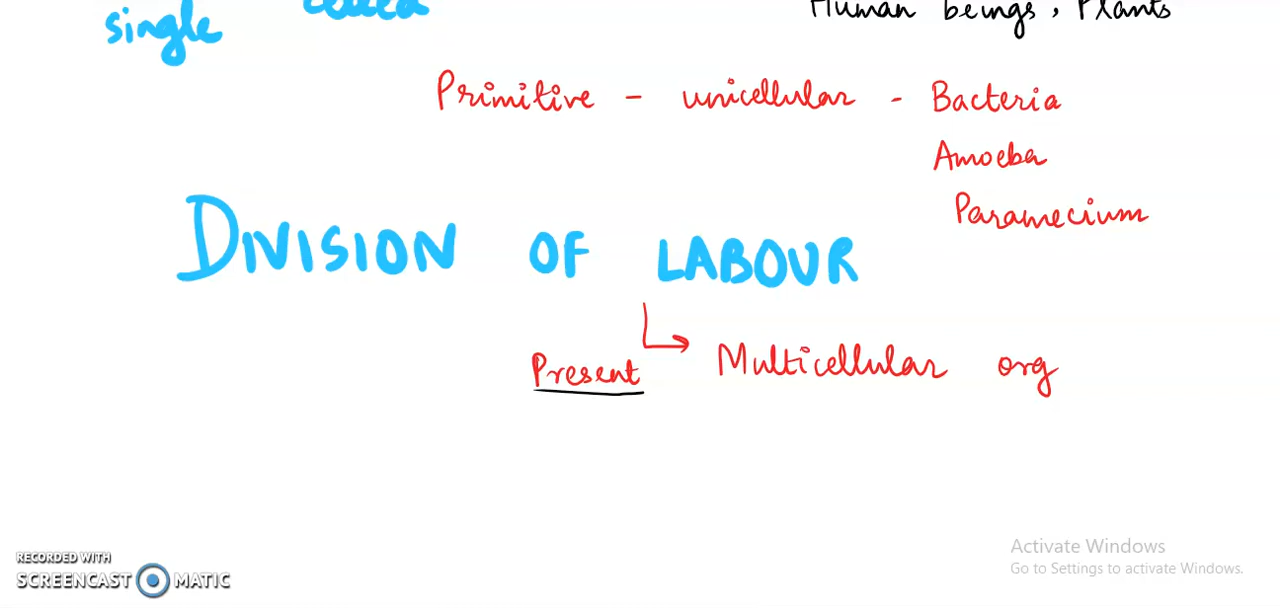 celled
Human beings, Plants
single
Primitive - unicellular - Bacteria
Amoeba
Paramecium
DIVISION OF LABOUR
Present Multicellular org
RECORDED WITH
SCREENCAST MATIC
Activate Windows
Go to Settings to activate Windows.